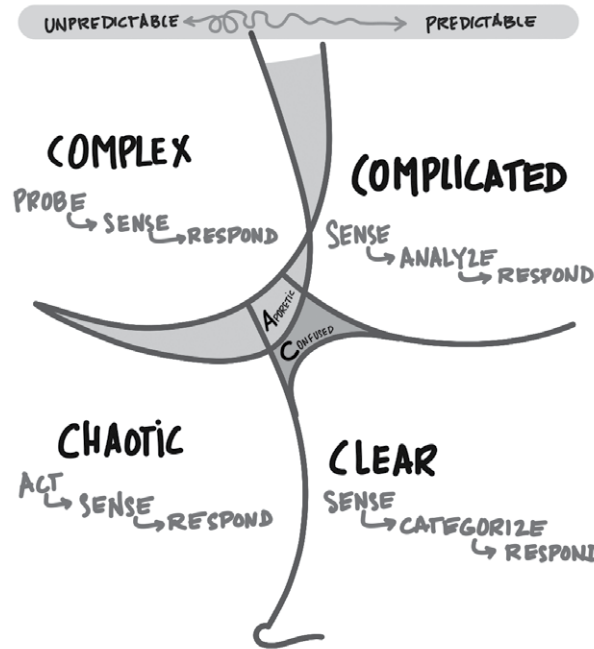 UNPREDICTABLE PREDICTABLE
COMPLEX
PROBE
SENSE
RESPOND
COMPLICATED
SENSE
ANALYZE
RESPOND
APORETIC
CONFUSED
CHAOTIC
ACT
SENSE
RESPOND
CLEAR
SENSE
CATEGORIZE
RESPOND